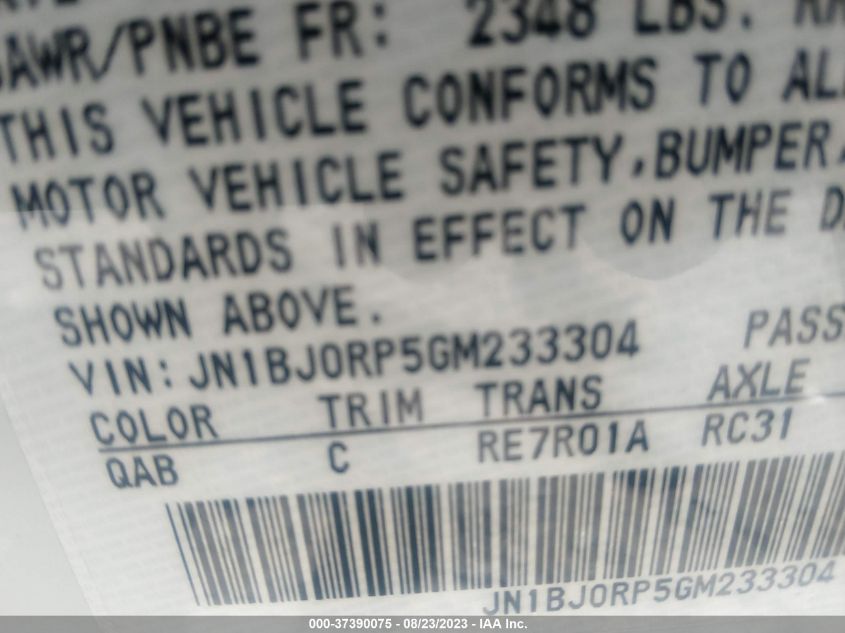 GAWR/PNBE FR: 2348 LBS. RR
THIS VEHICLE CONFORMS TO ALL
MOTOR VEHICLE SAFETY, BUMPER,
STANDARDS IN EFFECT ON THE D
SHOWN ABOVE.
VIN: JN1BJ0RP5GM233304 PASS
COLOR TRIM TRANS AXLE
QAB C RE7R01A RC31
JN1BJ0RP5GM233304
000-37390075 - 08/23/2023 - IAA Inc.